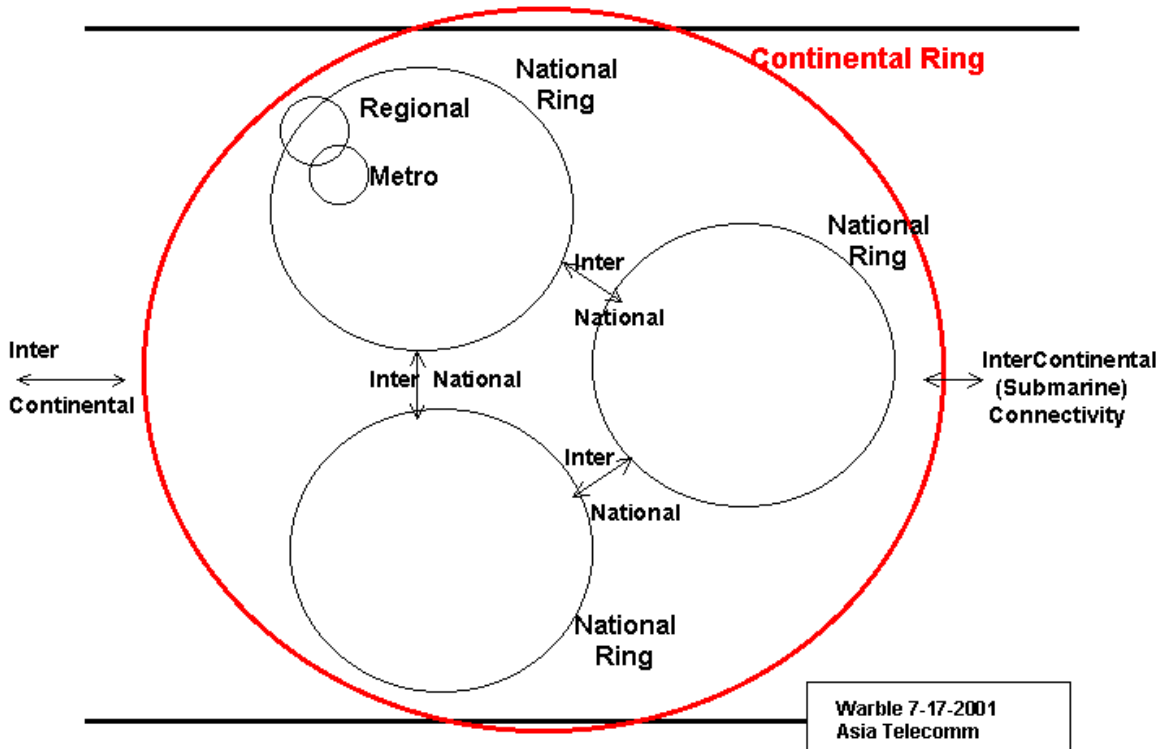 Continental Ring
National
Ring
Regional
Metro
National
Ring
Inter
National
Inter National
Inter
Continental
InterContinental
(Submarine)
Connectivity
Inter
National
National
Ring
Warble 7-17-2001
Asia Telecomm